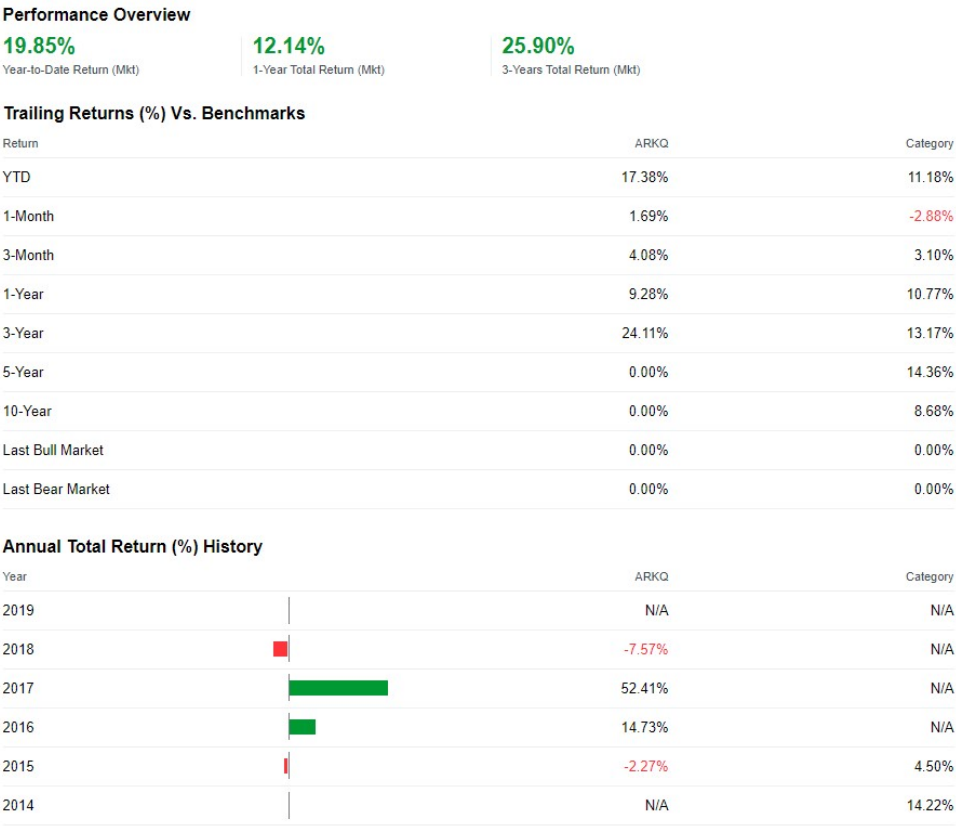 Performance Overview
19.85% 12.14% 25.90%
Year-to-Date Return (Mkt) 1-Year Total Return (Mkt) 3-Years Total Return (Mkt)
Trailing Returns (%) Vs. Benchmarks
Return ARKQ Category
YTD 17.38% 11.18%
1-Month 1.69% -2.88%
3-Month 4.08% 3.10%
1-Year 9.28% 10.77%
3-Year 24.11% 13.17%
5-Year 0.00% 14.36%
10-Year 0.00% 8.68%
Last Bull Market 0.00% 0.00%
Last Bear Market 0.00% 0.00%
Annual Total Return (%) History
Year ARKQ Category
2019 N/A N/A
2018 -7.57% N/A
2017 52.41% N/A
2016 14.73% N/A
2015 -2.27% 4.50%
2014 N/A 14.22%